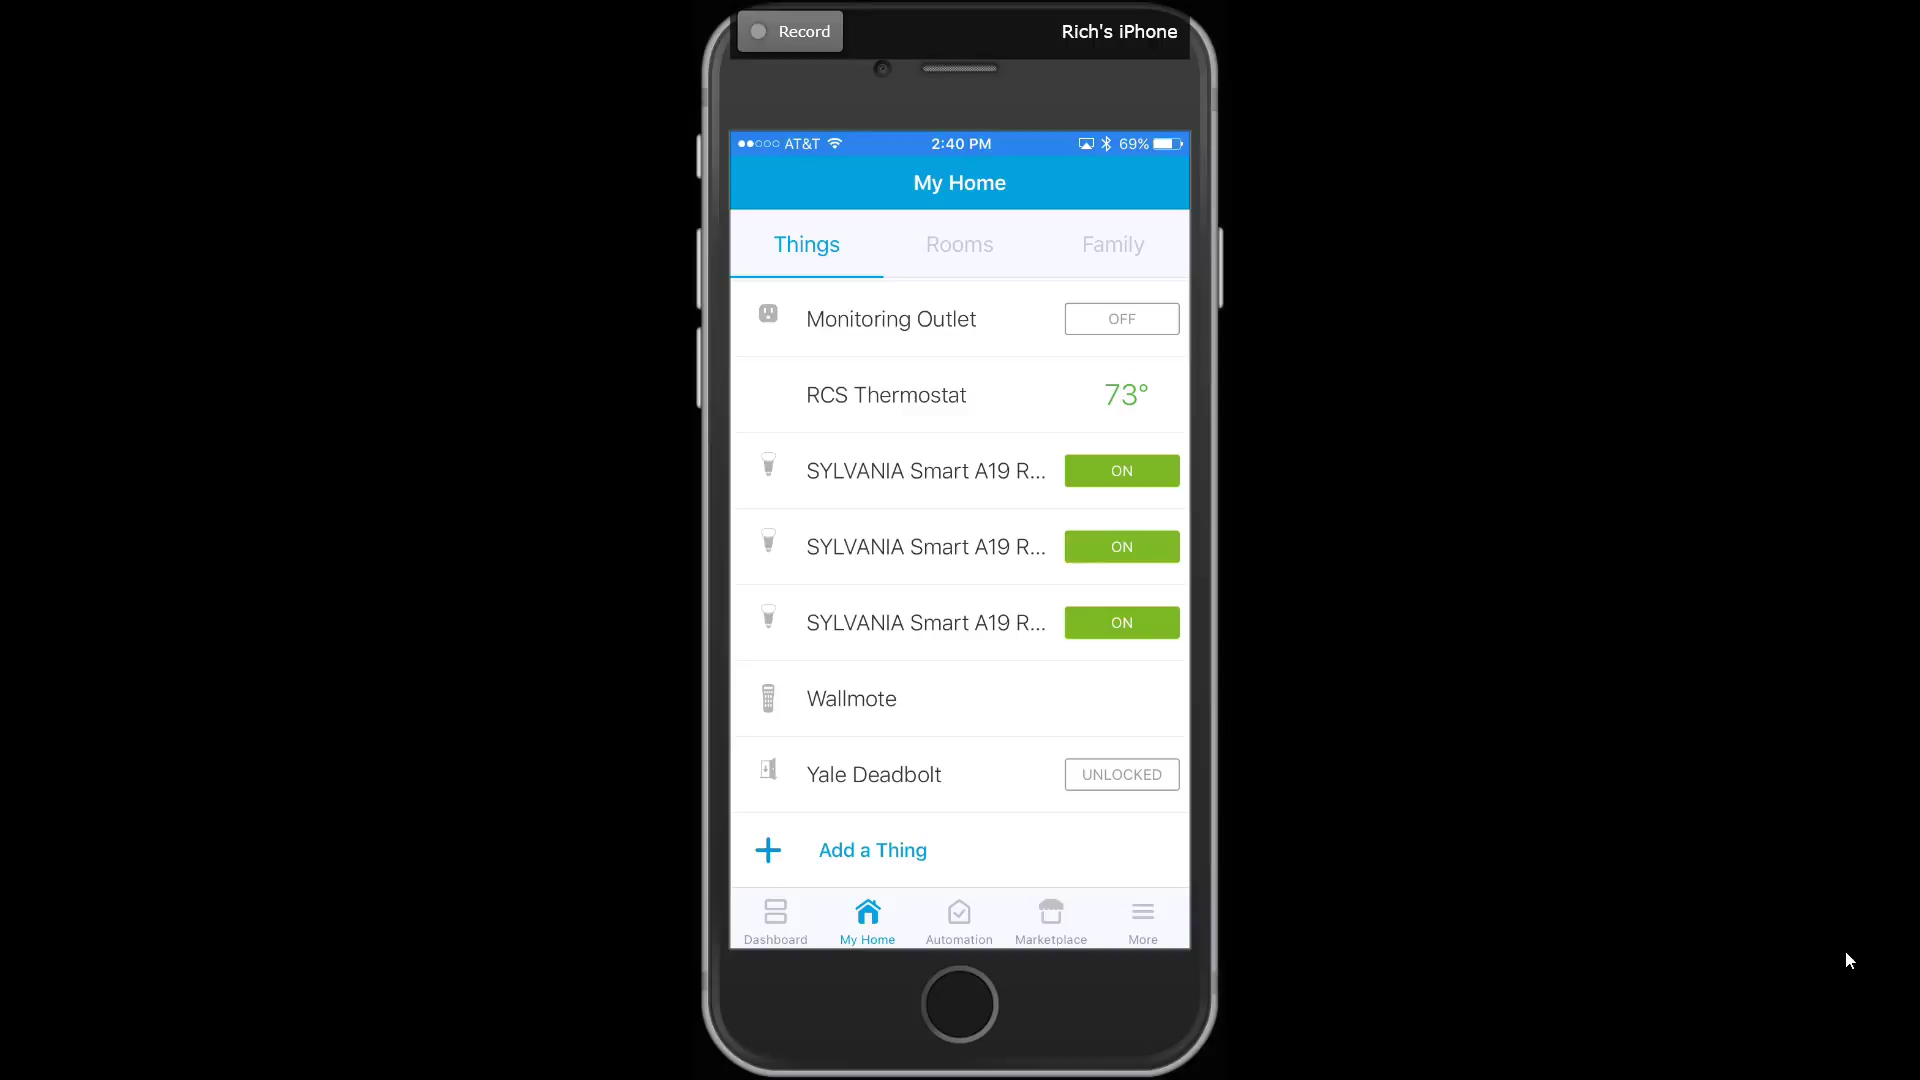 Record
Rich's iPhone
AT&T 2:40 PM 69%
My Home
Things Rooms Family
Monitoring Outlet OFF
RCS Thermostat 73°
SYLVANIA Smart A19 R... ON
SYLVANIA Smart A19 R... ON
SYLVANIA Smart A19 R... ON
Wallmote
Yale Deadbolt UNLOCKED
Add a Thing
Dashboard My Home Automation Marketplace More